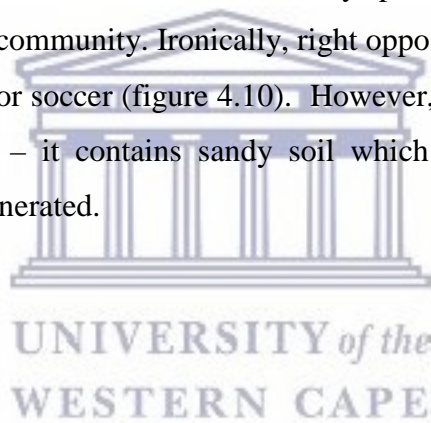 community. Ironically, right oppo
or soccer (figure 4.10). However,
– it contains sandy soil which
nerated.
UNIVERSITY of the
WESTERN CAPE